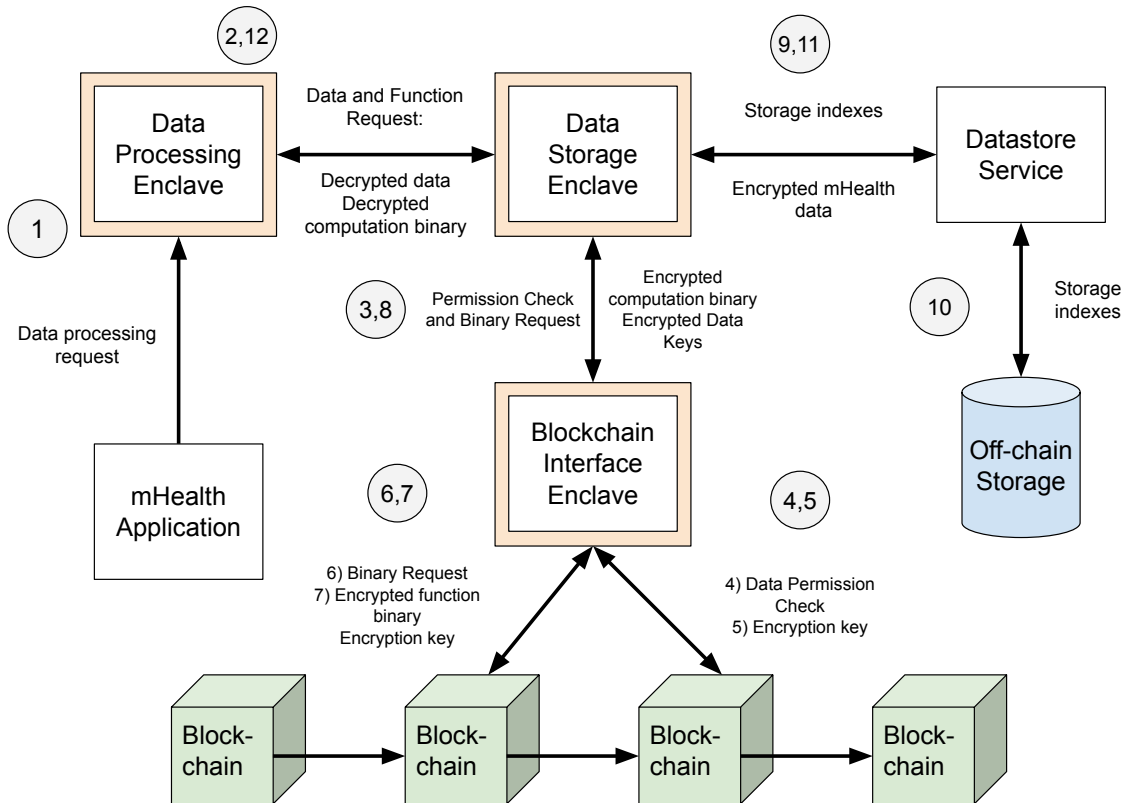 2,12
9,11
Data
Processing
Enclave
Data and Function
Request:
Decrypted data
Decrypted
computation binary
Data
Storage
Enclave
Storage indexes
Encrypted mHealth
data
Datastore
Service
1
3,8
Permission Check
and Binary Request
Encrypted
computation binary
Encrypted Data
Keys
10
Storage
indexes
Data processing
request
mHealth
Application
Blockchain
Interface
Enclave
Off-chain
Storage
6,7
4,5
6) Binary Request
7) Encrypted function
binary
Encryption key
4) Data Permission
Check
5) Encryption key
Block-
chain
Block-
chain
Block-
chain
Block-
chain